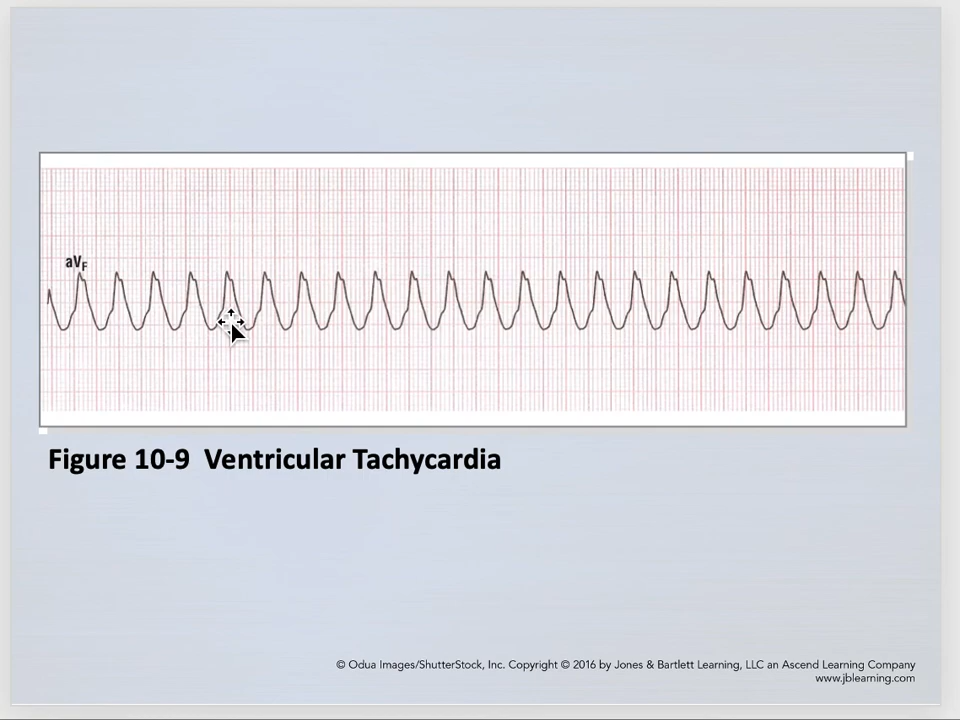 aVF
Figure 10-9 Ventricular Tachycardia
© Odua Images/ShutterStock, Inc. Copyright © 2016 by Jones & Bartlett Learning, LLC an Ascend Learning Company
www.jblearning.com